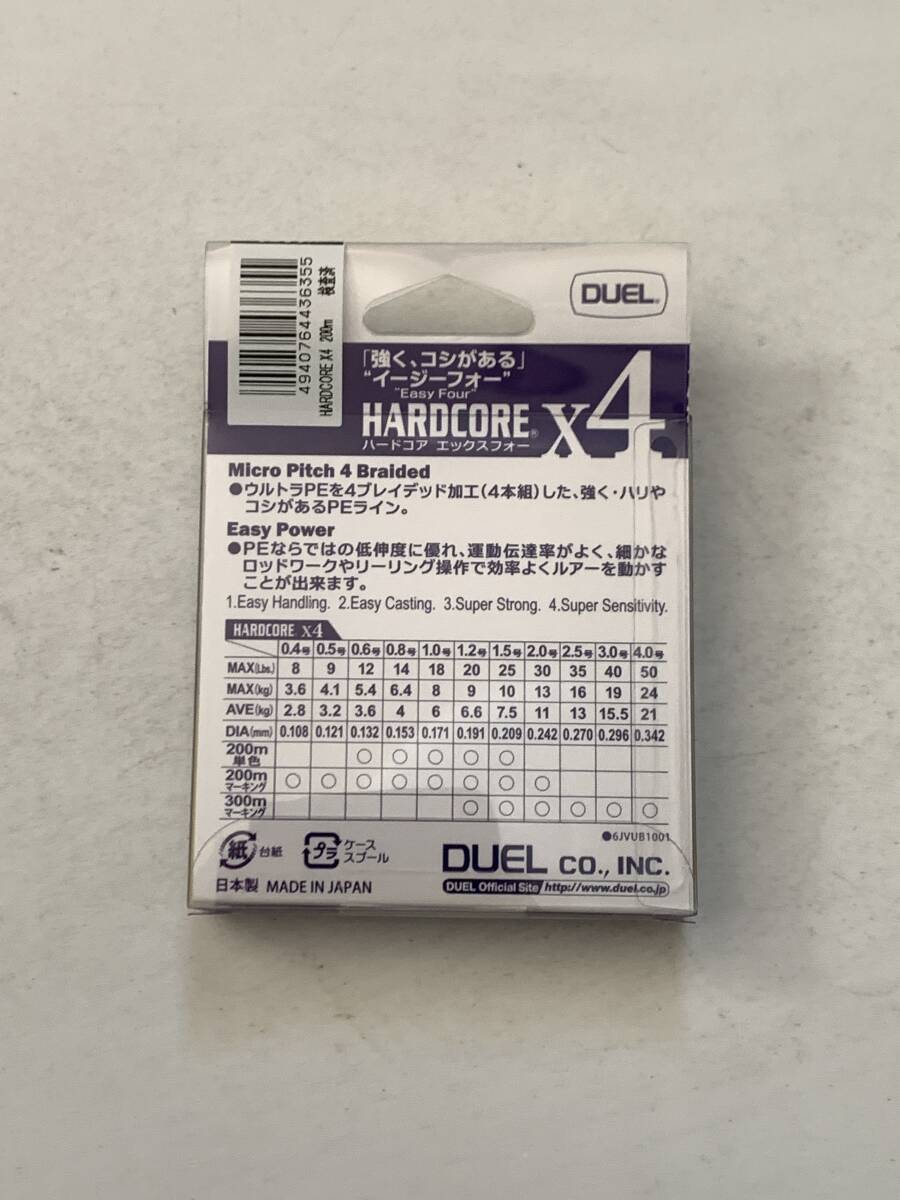 4940764436355
HARDCORE X4 200m
検査済
DUEL®
「強く、コシがある」
“イージーフォー”
"Easy Four"
HARDCORE® X4
ハードコア エックスフォー
Micro Pitch 4 Braided
●ウルトラPEを4ブレイデッド加工(4本組)した、強く・ハリや
コシがあるPEライン。
Easy Power
●PEならではの低伸度に優れ、運動伝達率がよく、細かな
ロッドワークやリーリング操作で効率よくルアーを動かす
ことが出来ます。
1.Easy Handling. 2.Easy Casting. 3.Super Strong. 4.Super Sensitivity.
HARDCORE® X4
0.4号 0.5号 0.6号 0.8号 1.0号 1.2号 1.5号 2.0号 2.5号 3.0号 4.0号
MAX(Lbs.) 8 9 12 14 18 20 25 30 35 40 50
MAX(kg) 3.6 4.1 5.4 6.4 8 9 10 13 16 19 24
AVE(kg) 2.8 3.2 3.6 4 6 6.6 7.5 11 13 15.5 21
DIA(mm) 0.108 0.121 0.132 0.153 0.171 0.191 0.209 0.242 0.270 0.296 0.342
200m 単色 ○ ○ ○ ○ ○
200m マーキング ○ ○ ○ ○ ○ ○ ○ ○
300m マーキング ○ ○ ○ ○ ○ ○
●6JVUB1001
紙 台紙
プラ ケース
スプール
DUEL CO., INC.
日本製 MADE IN JAPAN
DUEL Official Site http://www.duel.co.jp